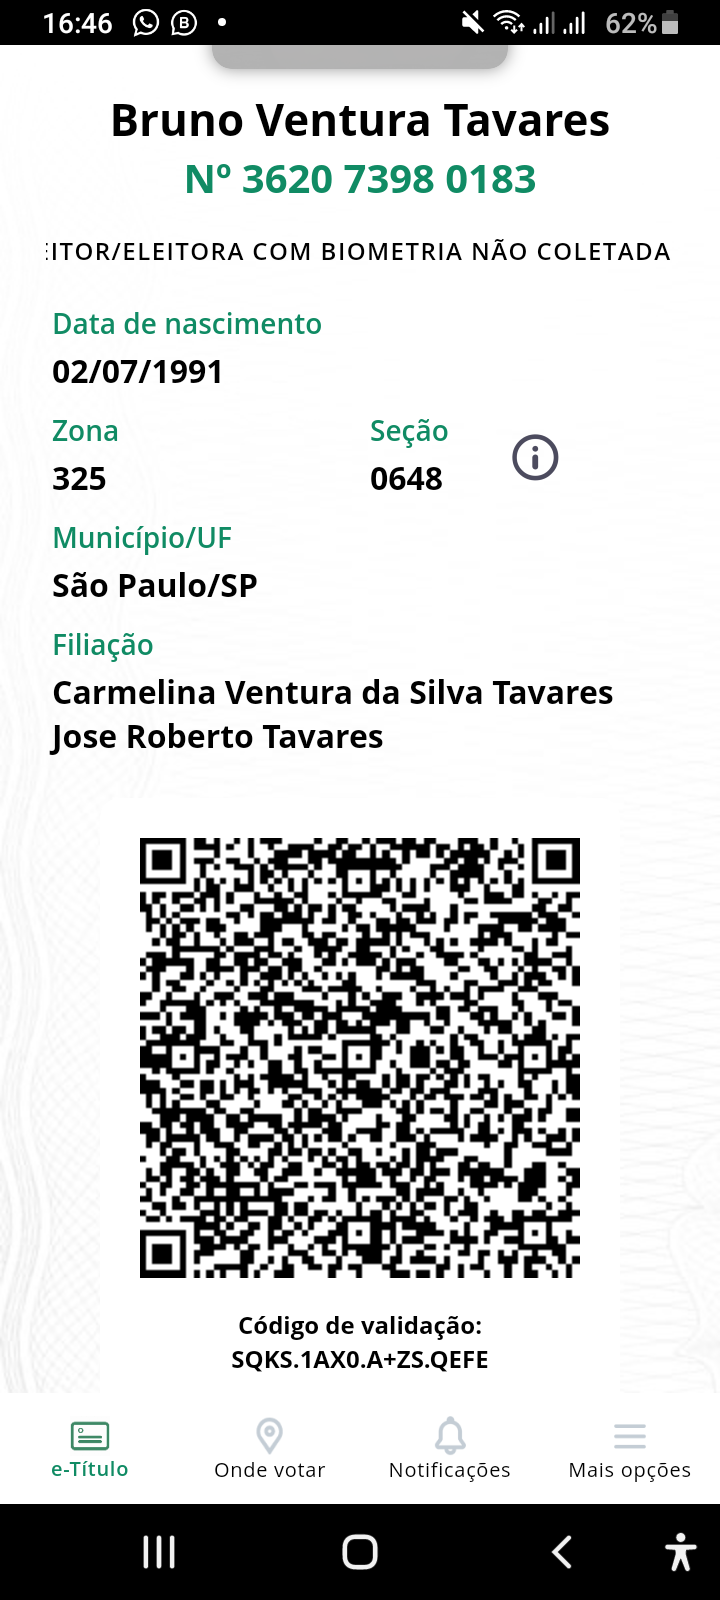 16:46
62%
Bruno Ventura Tavares
Nº 3620 7398 0183
EITOR/ELEITORA COM BIOMETRIA NÃO COLETADA
Data de nascimento
02/07/1991
Zona
Seção
325
0648
Município/UF
São Paulo/SP
Filiação
Carmelina Ventura da Silva Tavares
Jose Roberto Tavares
Código de validação:
SQKS.1AX0.A+ZS.QEFE
e-Título
Onde votar
Notificações
Mais opções